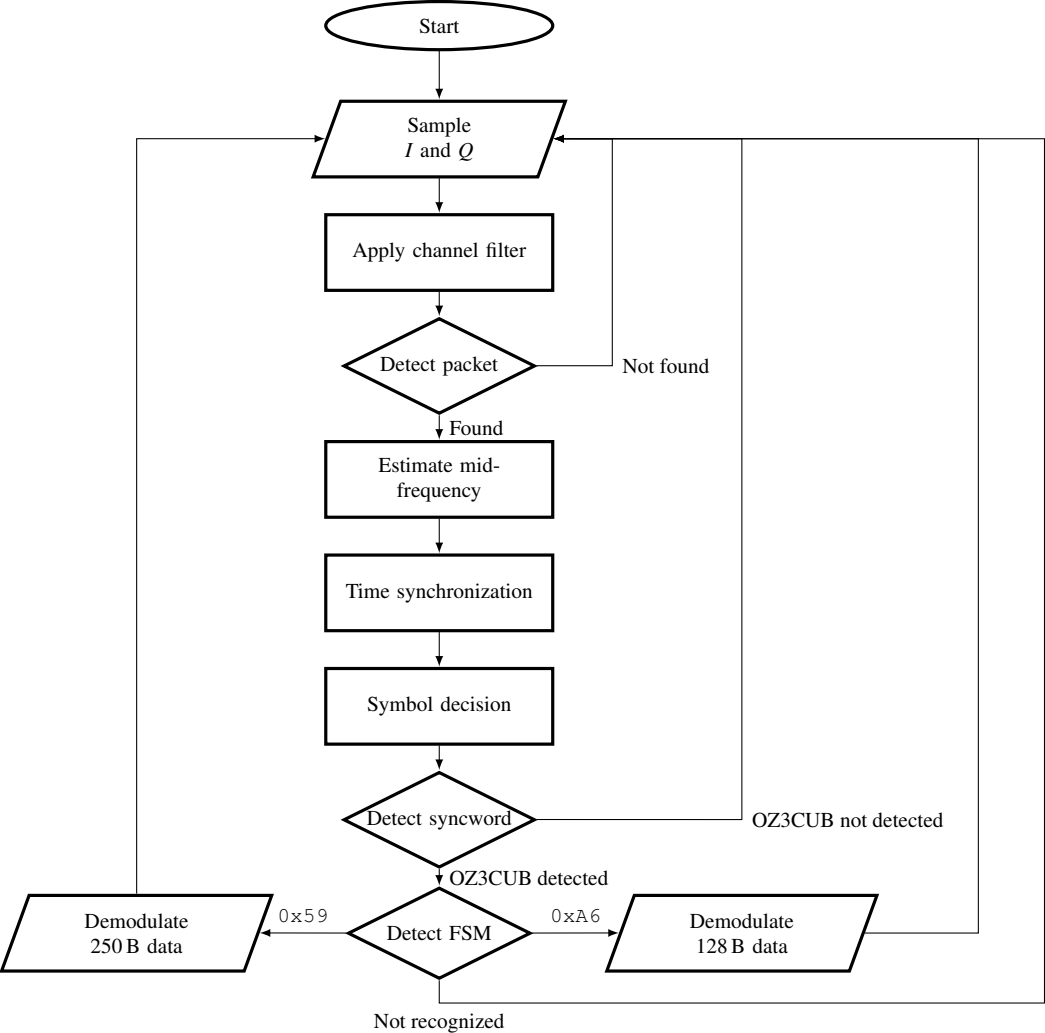 Start
Sample
I and Q
Apply channel filter
Detect packet
Not found
Found
Estimate mid-
frequency
Time synchronization
Symbol decision
Detect syncword
OZ3CUB not detected
OZ3CUB detected
Demodulate
250 B data
0x59
Detect FSM
0xA6
Demodulate
128 B data
Not recognized